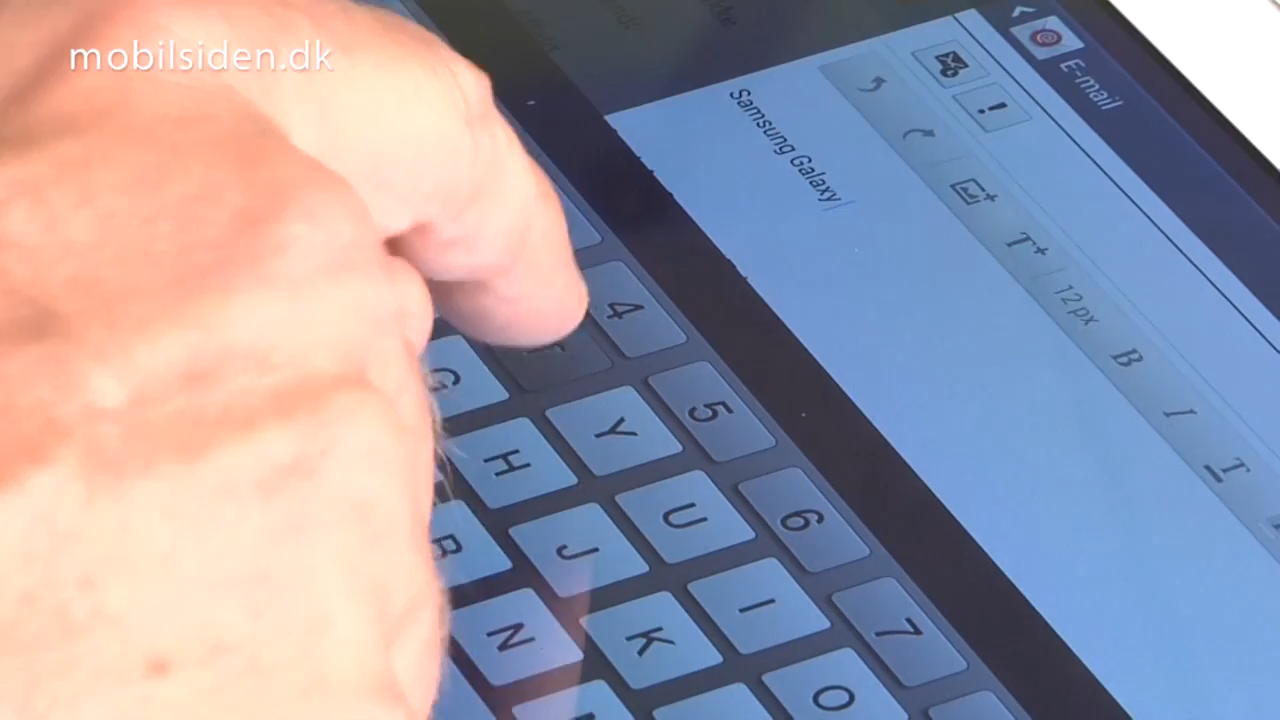 mobilsiden.dk
E-mail
!
T+ 12 px B I T
Samsung Galaxy
4 5 6 7
T Y U I O
G H J K
B N